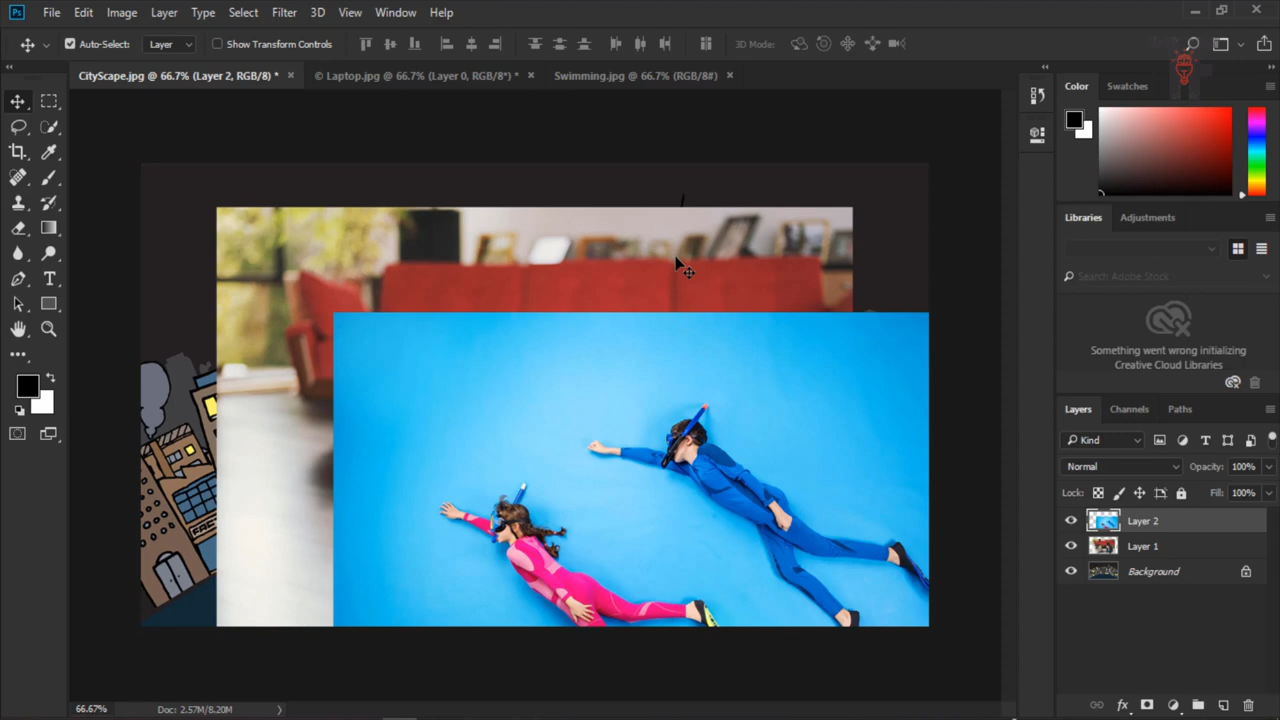 Ps File Edit Image Layer Type Select Filter 3D View Window Help
Auto-Select: Layer Show Transform Controls 3D Mode:
CityScape.jpg @ 66.7% (Layer 2, RGB/8) * × © Laptop.jpg @ 66.7% (Layer 0, RGB/8*) * × Swimming.jpg @ 66.7% (RGB/8#) ×
Color Swatches
Libraries Adjustments
Search Adobe Stock
Something went wrong initializing
Creative Cloud Libraries
Layers Channels Paths
Kind
Normal Opacity: 100%
Lock: Fill: 100%
Layer 2
Layer 1
Background
FACT
66.67% Doc: 2.57M/8.20M
fx